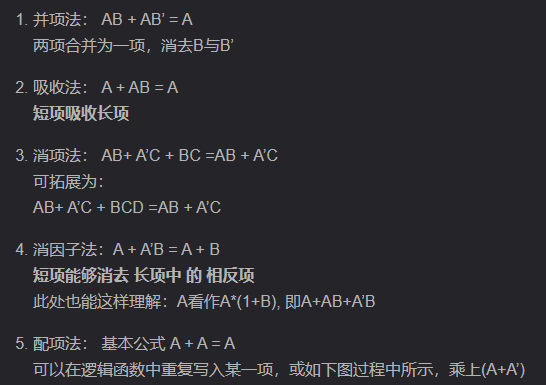 1. 并项法： AB + AB’ = A
两项合并为一项，消去B与B’
2. 吸收法： A + AB = A
短项吸收长项
3. 消项法： AB+ A’C + BC =AB + A’C
可拓展为：
AB+ A’C + BCD =AB + A’C
4. 消因子法：A + A’B = A + B
短项能够消去 长项中 的 相反项
此处也能这样理解：A看作A*(1+B), 即A+AB+A’B
5. 配项法： 基本公式 A + A = A
可以在逻辑函数中重复写入某一项，或如下图过程中所示，乘上(A+A’)